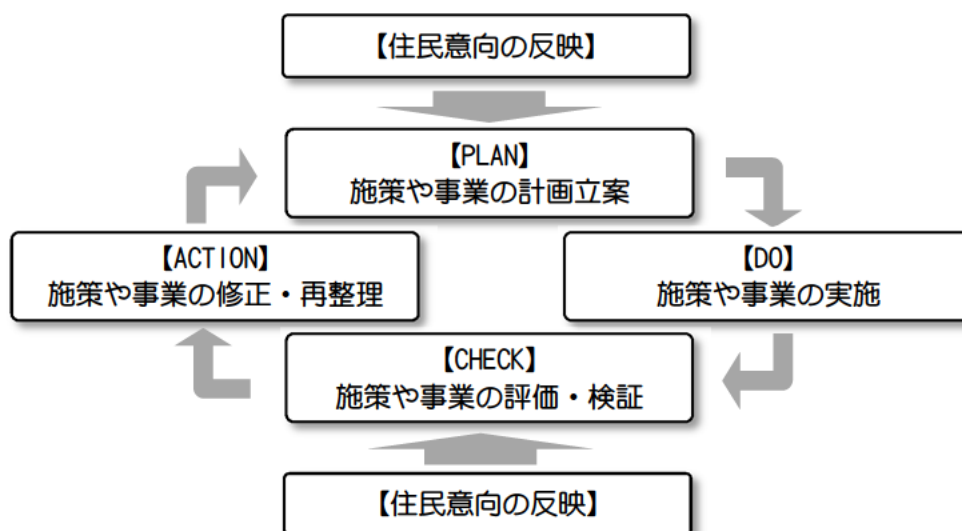 【住民意向の反映】
【PLAN】
施策や事業の計画立案
【ACTION】
施策や事業の修正・再整理
【DO】
施策や事業の実施
【CHECK】
施策や事業の評価・検証
【住民意向の反映】